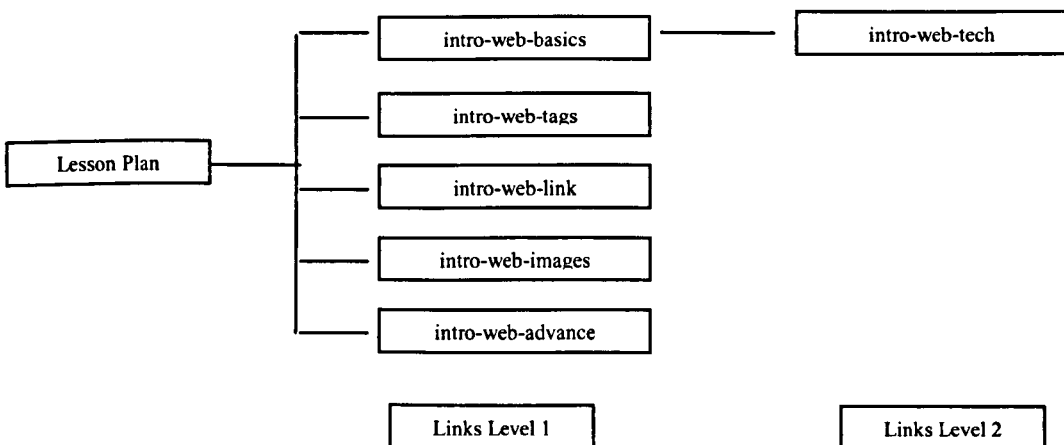 intro-web-basics
intro-web-tech
intro-web-tags
Lesson Plan
intro-web-link
intro-web-images
intro-web-advance
Links Level 1
Links Level 2